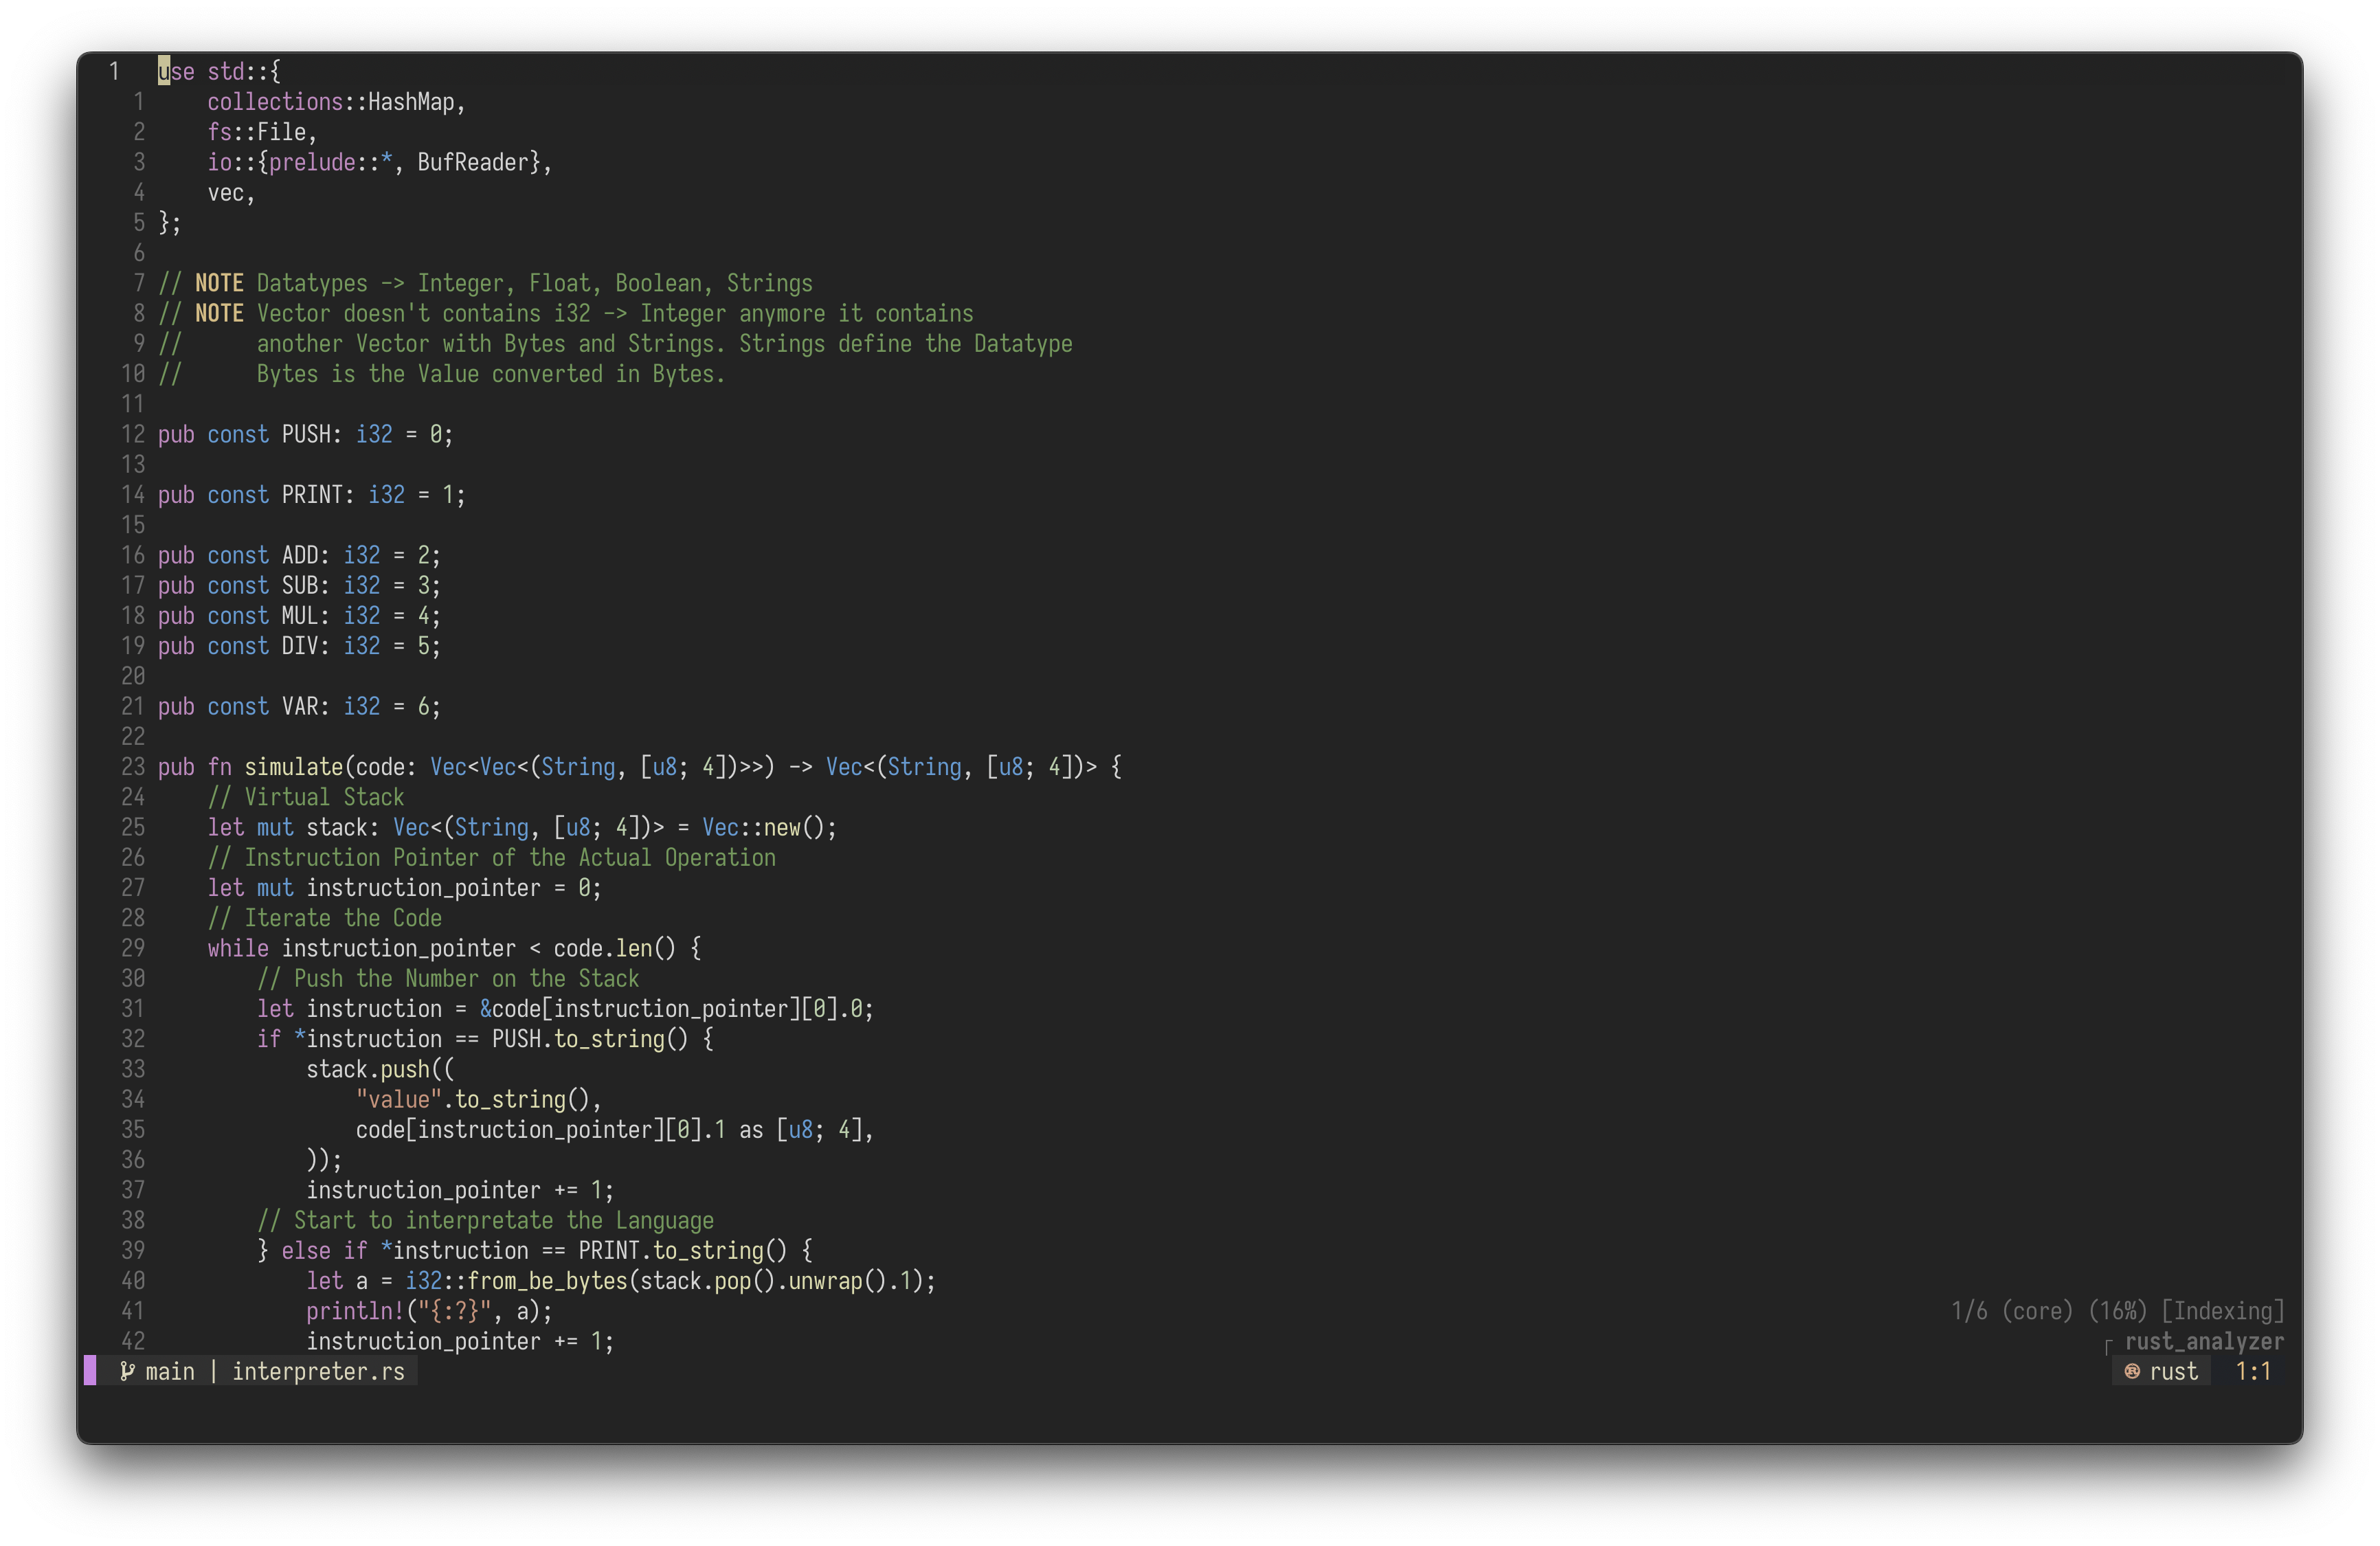 1 use std::{
1 collections::HashMap,
2 fs::File,
3 io::{prelude::*, BufReader},
4 vec,
5 };
6
7 // NOTE Datatypes -> Integer, Float, Boolean, Strings
8 // NOTE Vector doesn't contains i32 -> Integer anymore it contains
9 //      another Vector with Bytes and Strings. Strings define the Datatype
10 //      Bytes is the Value converted in Bytes.
11
12 pub const PUSH: i32 = 0;
13
14 pub const PRINT: i32 = 1;
15
16 pub const ADD: i32 = 2;
17 pub const SUB: i32 = 3;
18 pub const MUL: i32 = 4;
19 pub const DIV: i32 = 5;
20
21 pub const VAR: i32 = 6;
22
23 pub fn simulate(code: Vec<Vec<(String, [u8; 4])>>) -> Vec<(String, [u8; 4])> {
24     // Virtual Stack
25     let mut stack: Vec<(String, [u8; 4])> = Vec::new();
26     // Instruction Pointer of the Actual Operation
27     let mut instruction_pointer = 0;
28     // Iterate the Code
29     while instruction_pointer < code.len() {
30         // Push the Number on the Stack
31         let instruction = &code[instruction_pointer][0].0;
32         if *instruction == PUSH.to_string() {
33             stack.push((
34                 "value".to_string(),
35                 code[instruction_pointer][0].1 as [u8; 4],
36             ));
37             instruction_pointer += 1;
38         // Start to interpretate the Language
39         } else if *instruction == PRINT.to_string() {
40             let a = i32::from_be_bytes(stack.pop().unwrap().1);
41             println!("{:?}", a); 1/6 (core) (16%) [Indexing]
42             instruction_pointer += 1; rust_analyzer
main | interpreter.rs rust 1:1